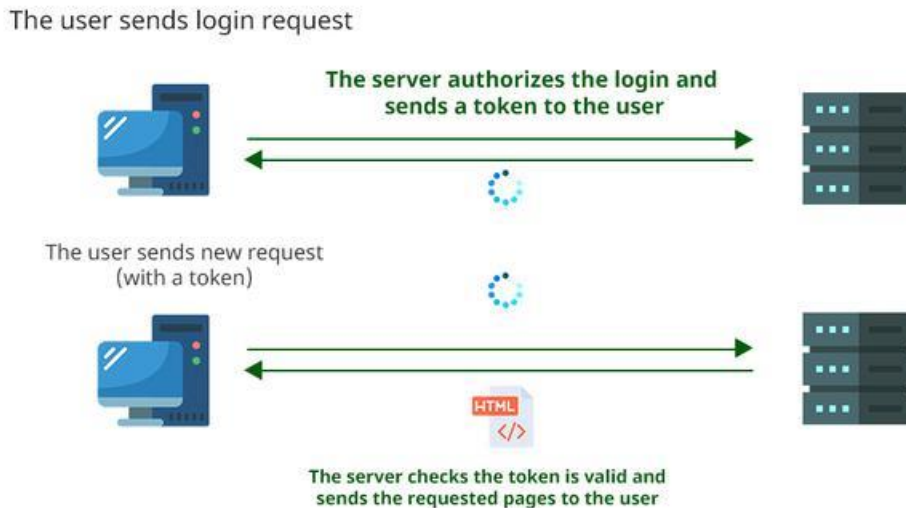 The user sends login request
The server authorizes the login and
sends a token to the user
The user sends new request
(with a token)
HTML
</>
The server checks the token is valid and
sends the requested pages to the user